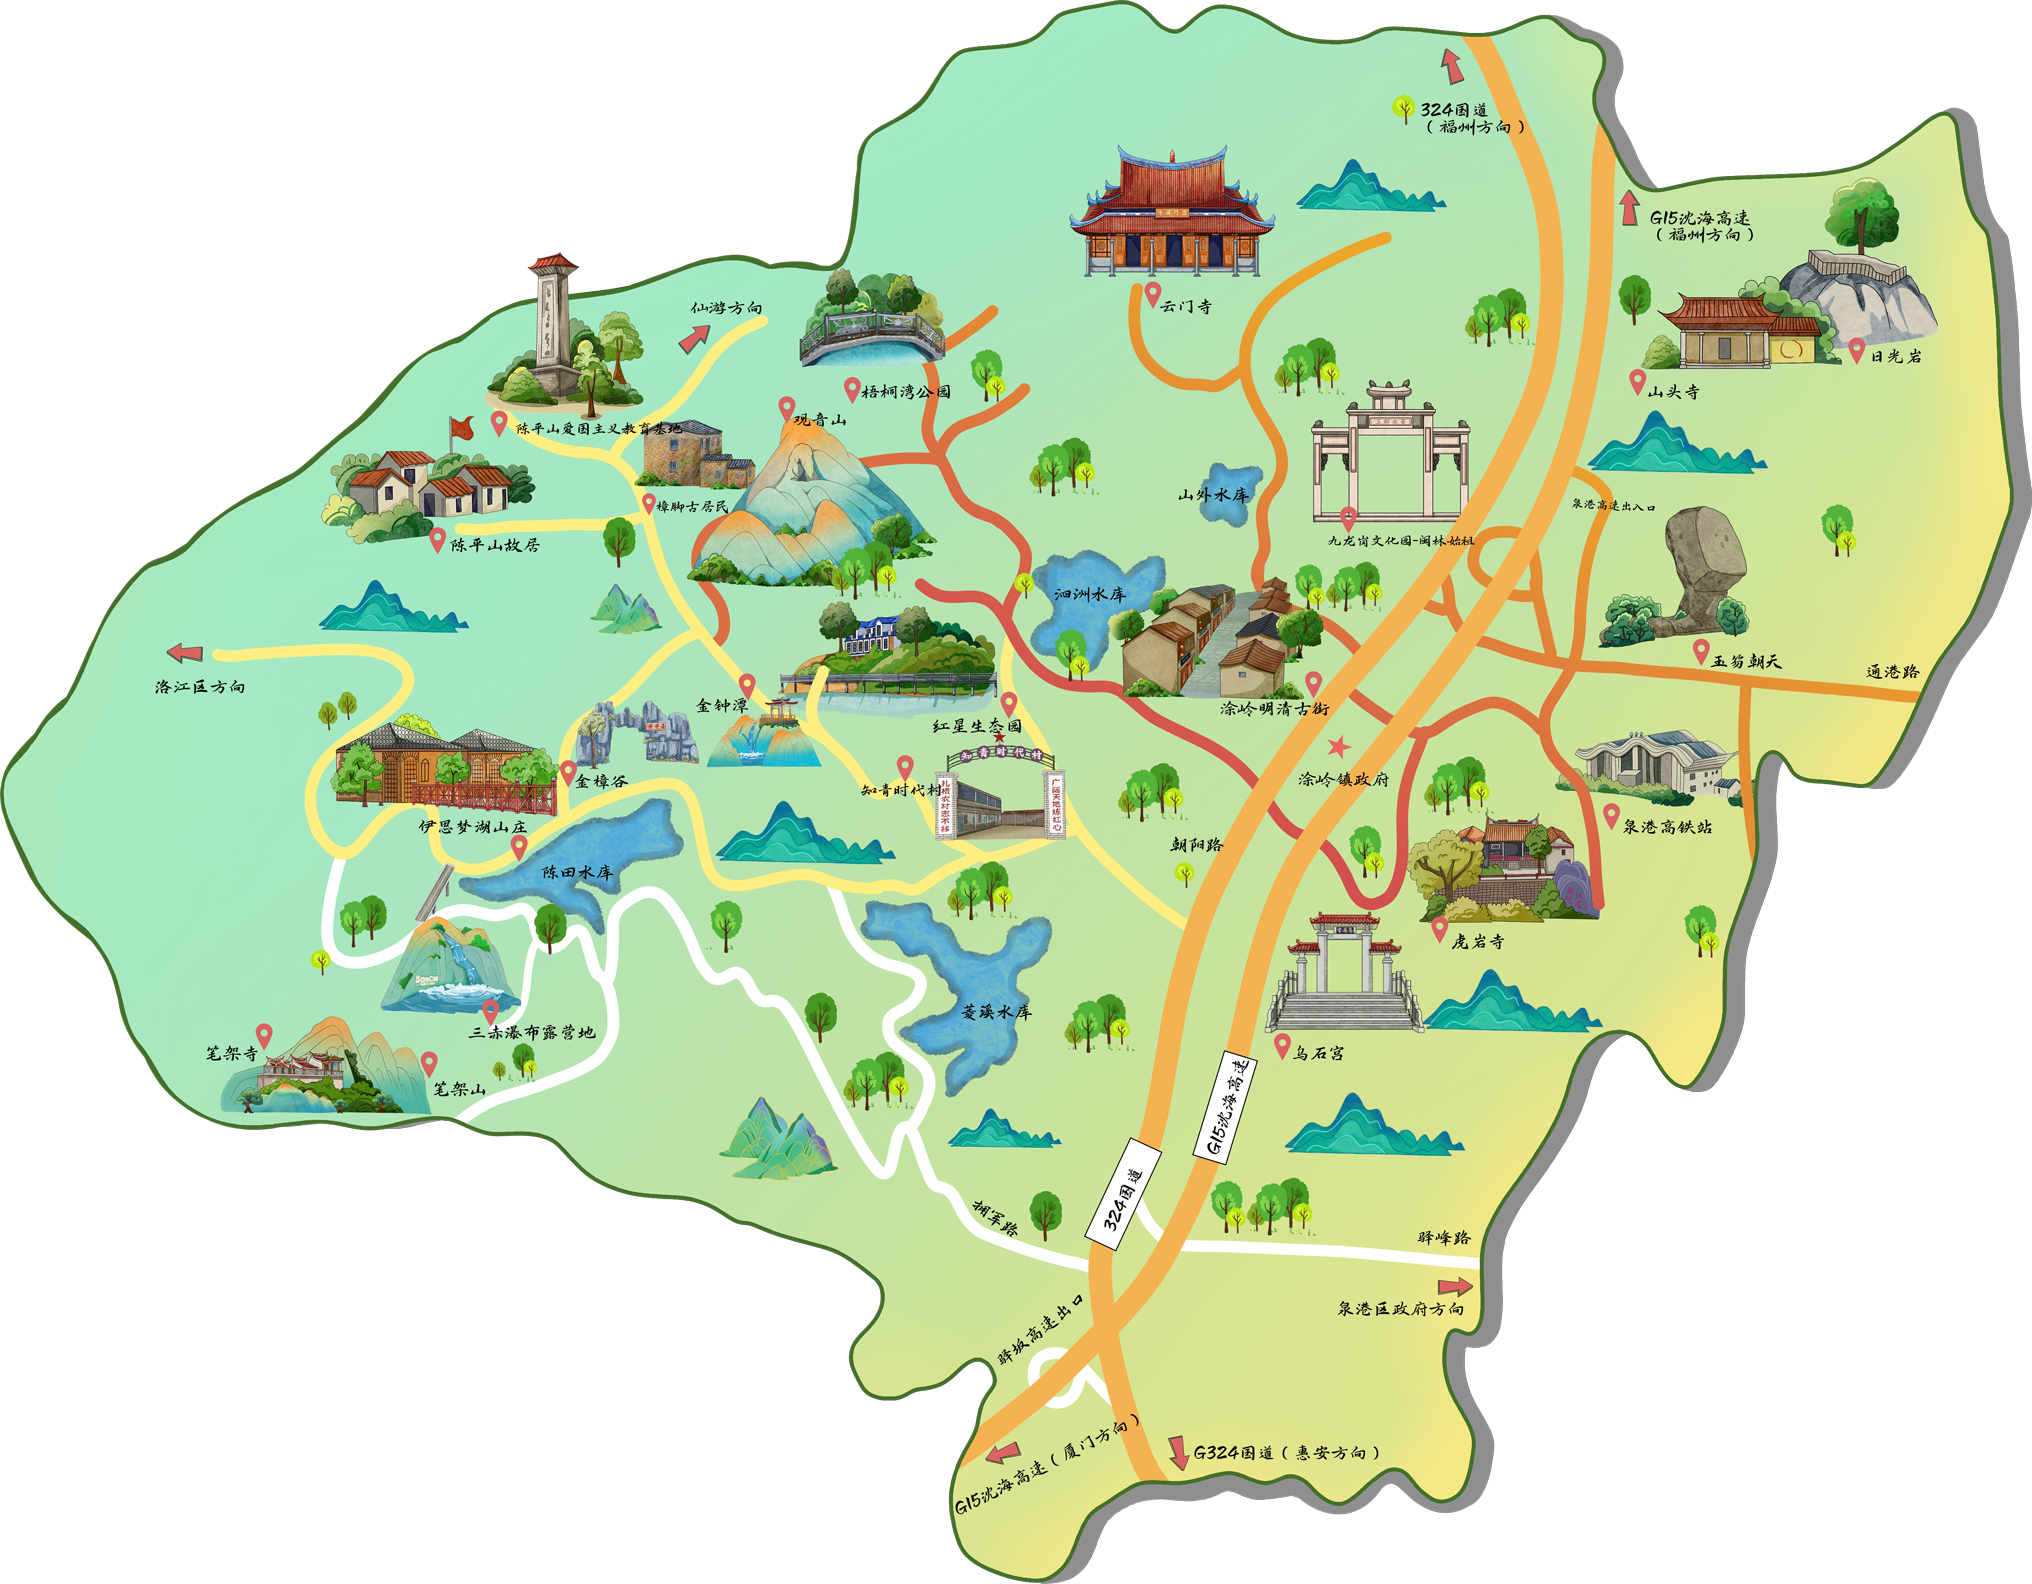 324国道
（福州方向）
G15沈海高速
（福州方向）
仙游方向
云门寺
日光岩
山头寺
梧桐湾公园
观音山
陈平山爱国主义教育基地
樟脚古居民
山外水库
泉港高速出入口
陈平山故居
九龙岗文化园-闽林始祖
泗洲水库
玉笏朝天
通港路
洛江区方向
金钟潭
涂岭明清古街
红星生态园
知青时代村
金樟谷
涂岭镇政府
知青时代村
扎根农村志不移
广阔天地炼红心
伊思梦湖山庄
泉港高铁站
朝阳路
陈田水库
虎岩寺
菱溪水库
三赤瀑布露营地
笔架寺
乌石宫
笔架山
G15沈海高速
324国道
拥军路
驿峰路
泉港区政府方向
驿坂高速出口
G15沈海高速（厦门方向）
G324国道（惠安方向）